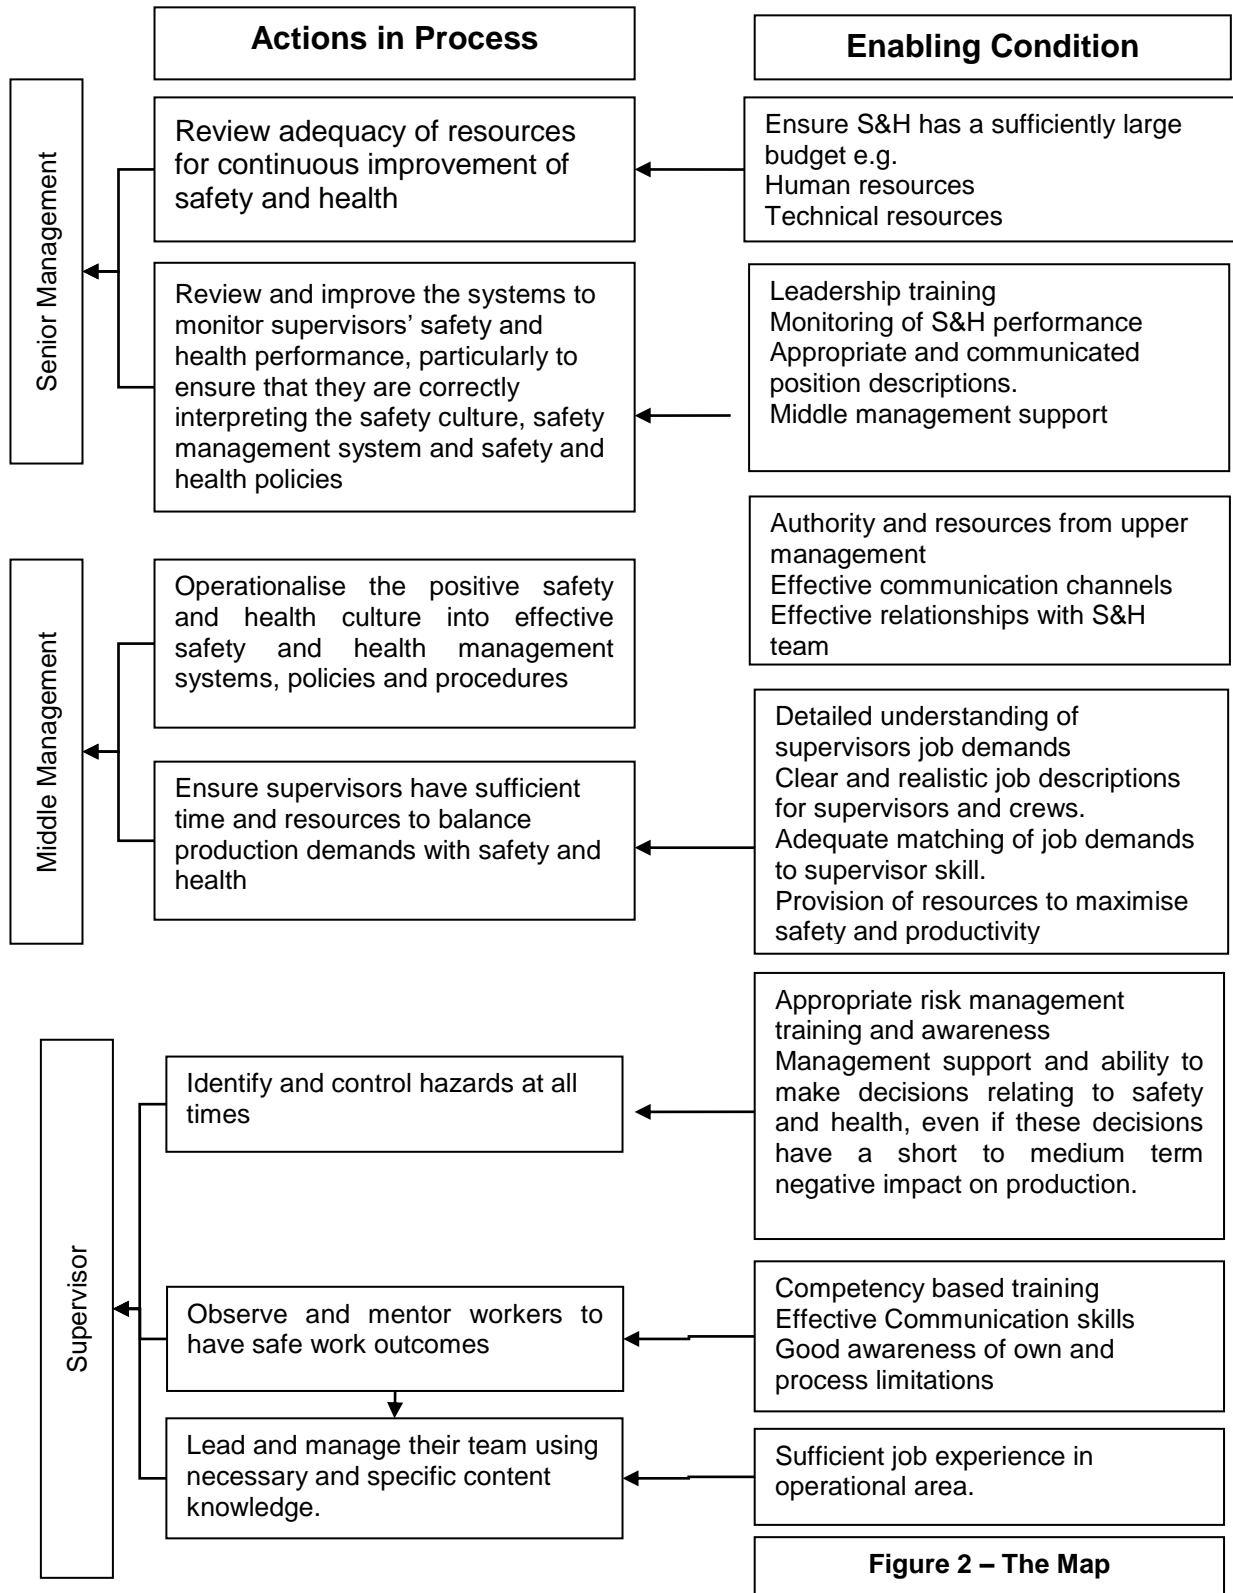 Actions in Process
Enabling Condition
Senior Management
Review adequacy of resources
for continuous improvement of
safety and health
Ensure S&H has a sufficiently large
budget e.g.
Human resources
Technical resources
Review and improve the systems to
monitor supervisors’ safety and
health performance, particularly to
ensure that they are correctly
interpreting the safety culture, safety
management system and safety and
health policies
Leadership training
Monitoring of S&H performance
Appropriate and communicated
position descriptions.
Middle management support
Middle Management
Operationalise the positive safety
and health culture into effective
safety and health management
systems, policies and procedures
Authority and resources from upper
management
Effective communication channels
Effective relationships with S&H
team
Ensure supervisors have sufficient
time and resources to balance
production demands with safety and
health
Detailed understanding of
supervisors job demands
Clear and realistic job descriptions
for supervisors and crews.
Adequate matching of job demands
to supervisor skill.
Provision of resources to maximise
safety and productivity
Supervisor
Identify and control hazards at all
times
Appropriate risk management
training and awareness
Management support and ability to
make decisions relating to safety
and health, even if these decisions
have a short to medium term
negative impact on production.
Observe and mentor workers to
have safe work outcomes
Competency based training
Effective Communication skills
Good awareness of own and
process limitations
Lead and manage their team using
necessary and specific content
knowledge.
Sufficient job experience in
operational area.
Figure 2 – The Map